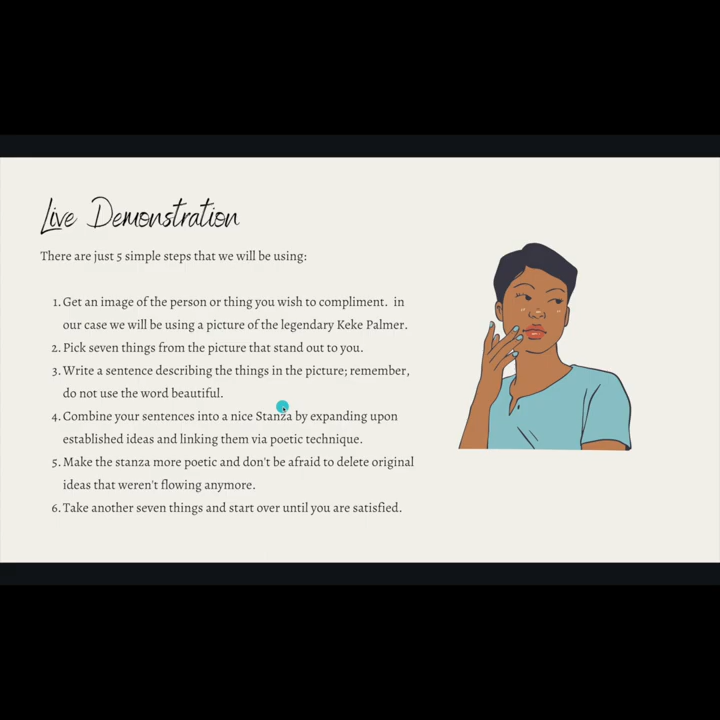 Live Demonstration
There are just 5 simple steps that we will be using:
1. Get an image of the person or thing you wish to compliment. in
our case we will be using a picture of the legendary Keke Palmer.
2. Pick seven things from the picture that stand out to you.
3. Write a sentence describing the things in the picture; remember,
do not use the word beautiful.
4. Combine your sentences into a nice Stanza by expanding upon
established ideas and linking them via poetic technique.
5. Make the stanza more poetic and don't be afraid to delete original
ideas that weren't flowing anymore.
6. Take another seven things and start over until you are satisfied.